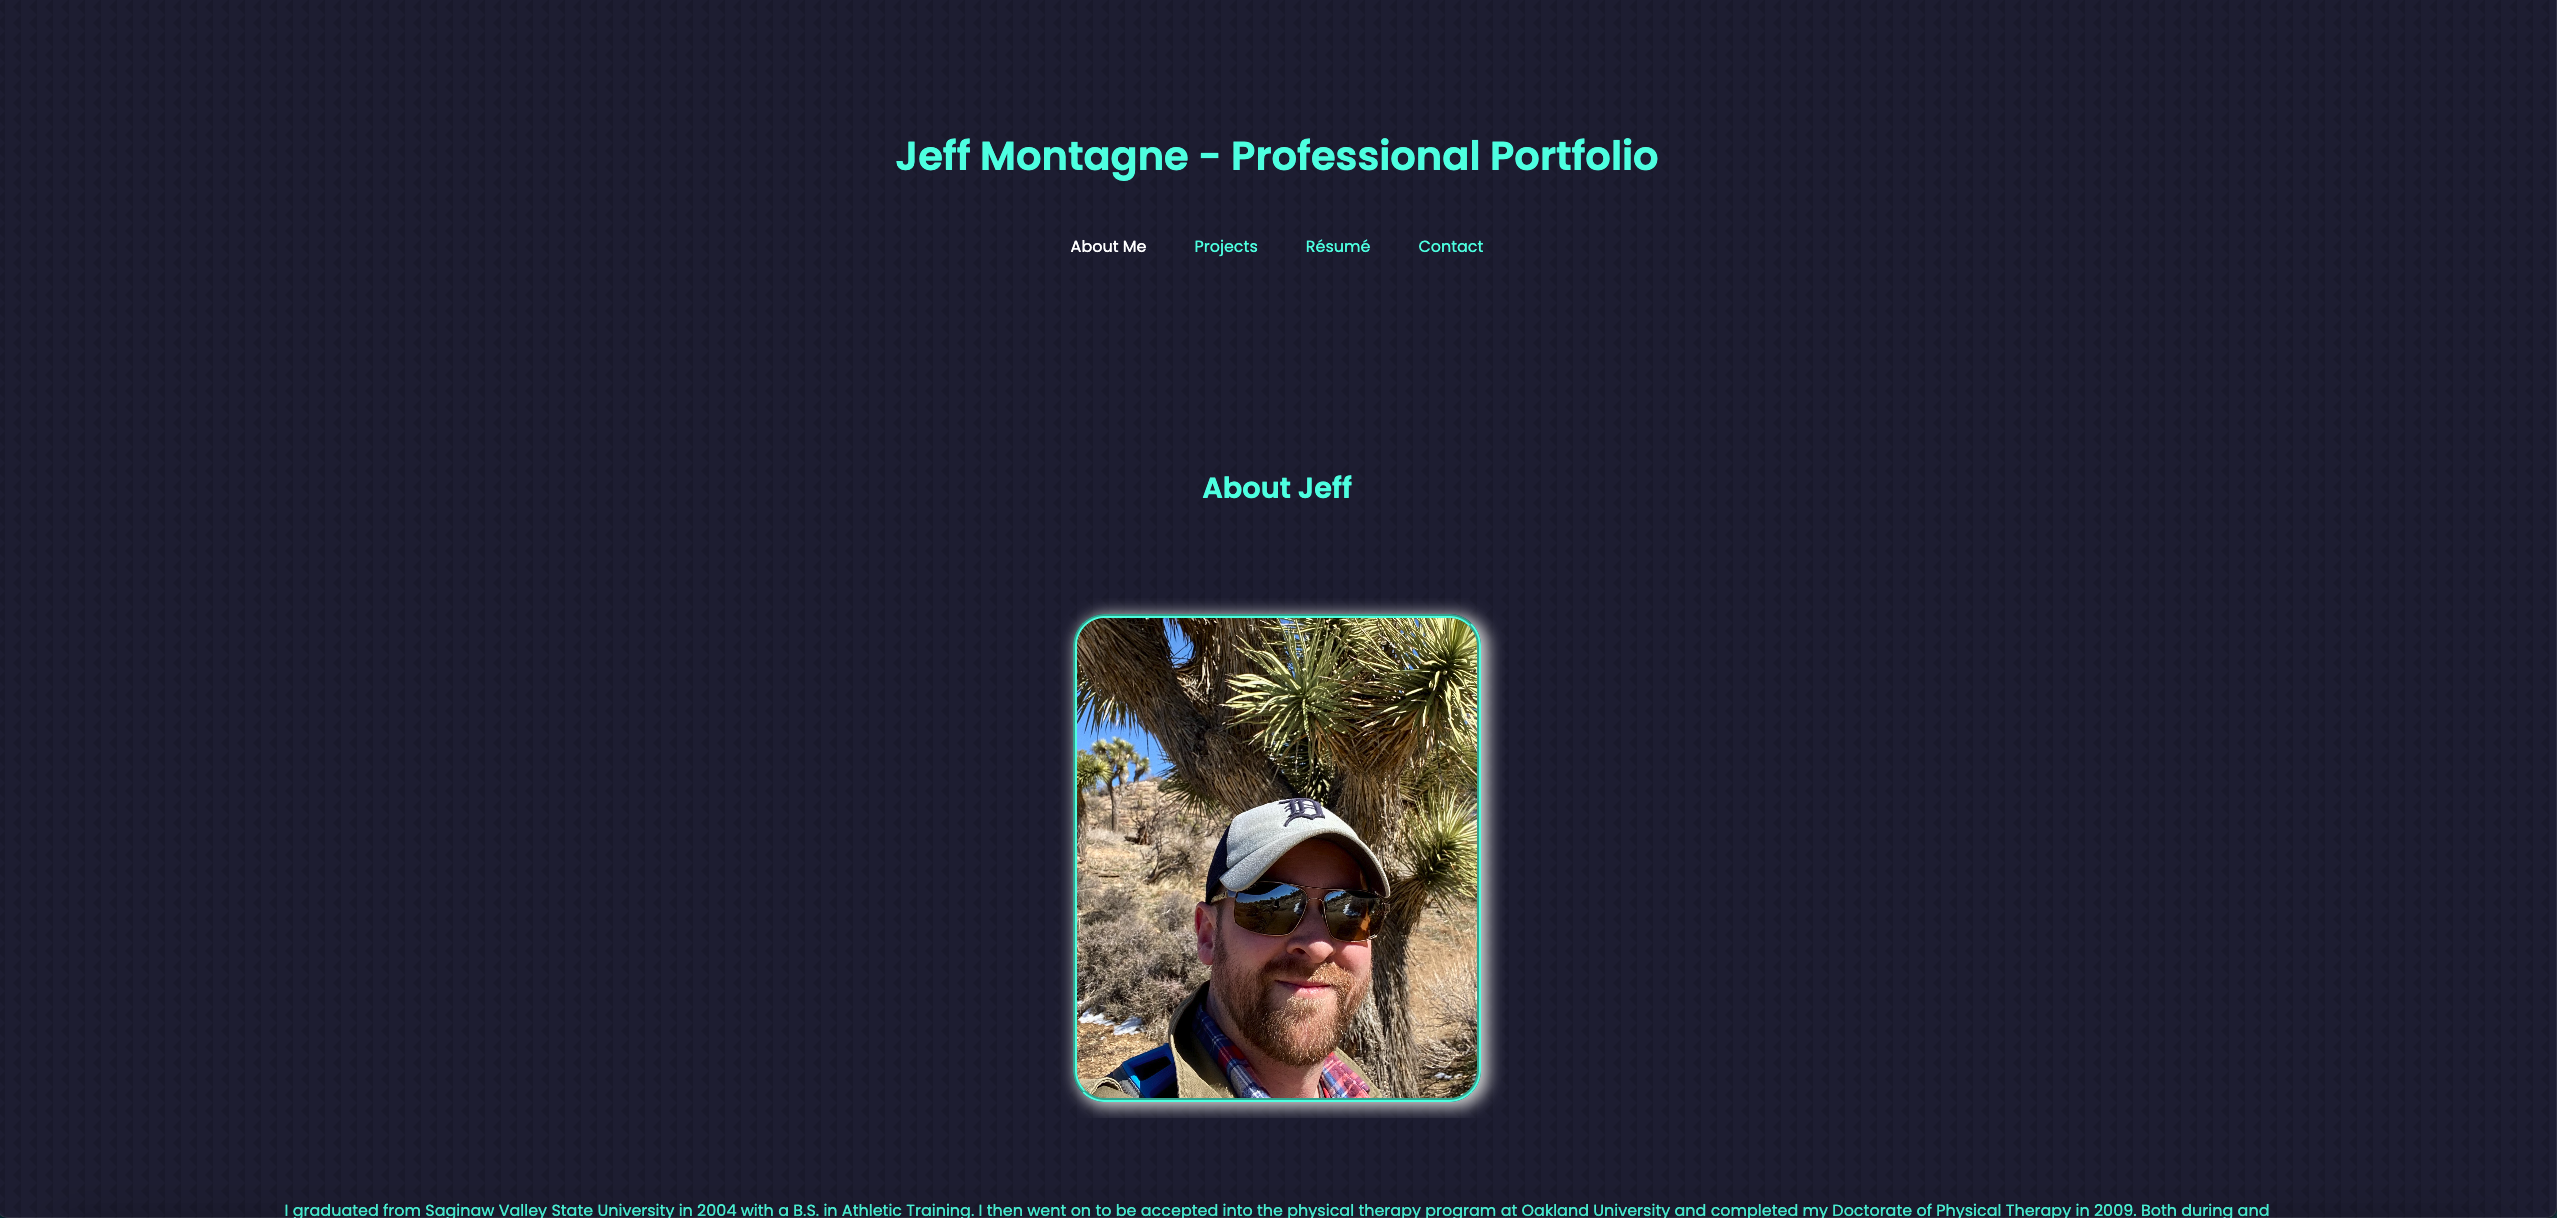 Jeff Montagne - Professional Portfolio
About Me Projects Résumé Contact
About Jeff
D
I graduated from Saginaw Valley State University in 2004 with a B.S. in Athletic Training. I then went on to be accepted into the physical therapy program at Oakland University and completed my Doctorate of Physical Therapy in 2009. Both during and